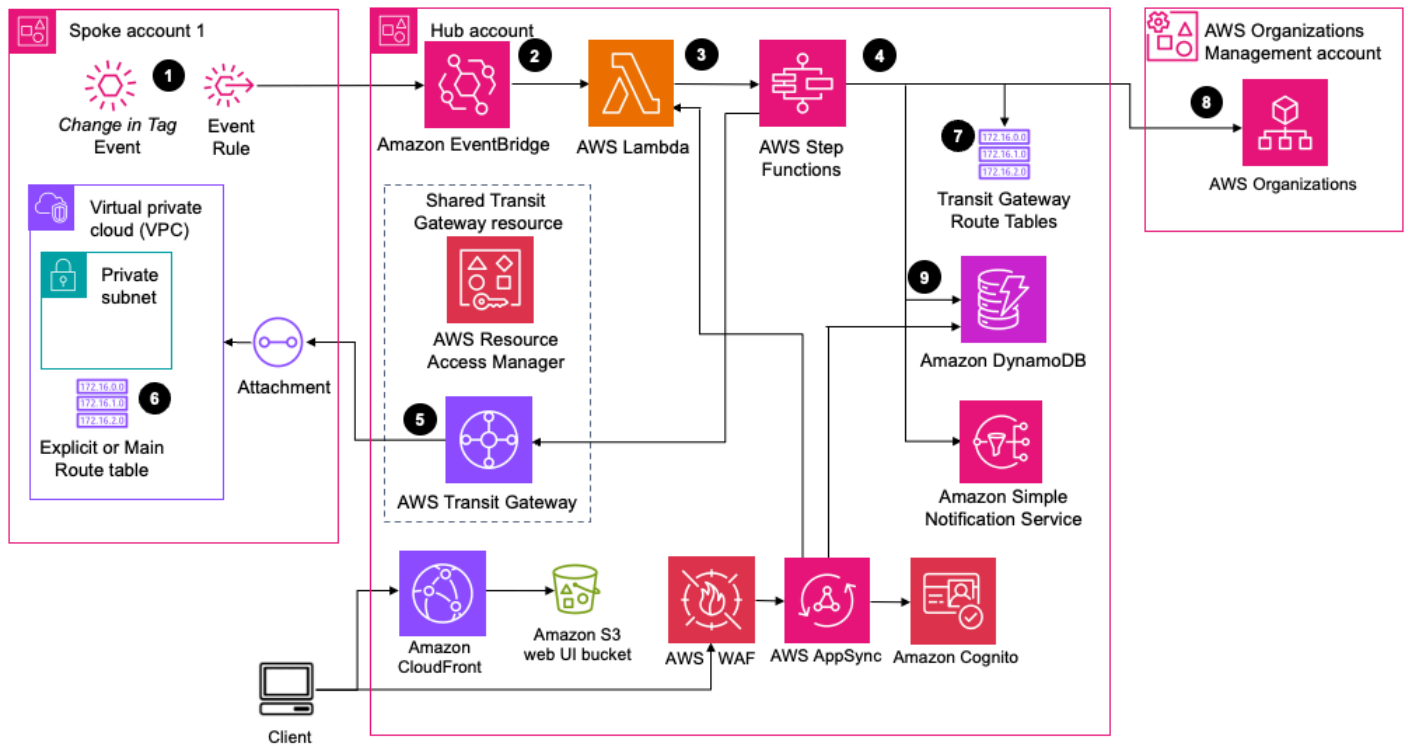 Spoke account 1
Hub account
AWS Organizations
Management account
1
2
3
4
8
Change in Tag
Event
Event
Rule
Amazon EventBridge
AWS Lambda
AWS Step
Functions
7
172.16.0.0
172.16.1.0
172.16.2.0
Transit Gateway
Route Tables
AWS Organizations
Virtual private
cloud (VPC)
Private
subnet
Shared Transit
Gateway resource
AWS Resource
Access Manager
9
Amazon DynamoDB
Attachment
172.16.0.0
172.16.1.0
172.16.2.0
6
Explicit or Main
Route table
5
AWS Transit Gateway
Amazon Simple
Notification Service
Amazon
CloudFront
Amazon S3
web UI bucket
AWS WAF
AWS AppSync
Amazon Cognito
Client